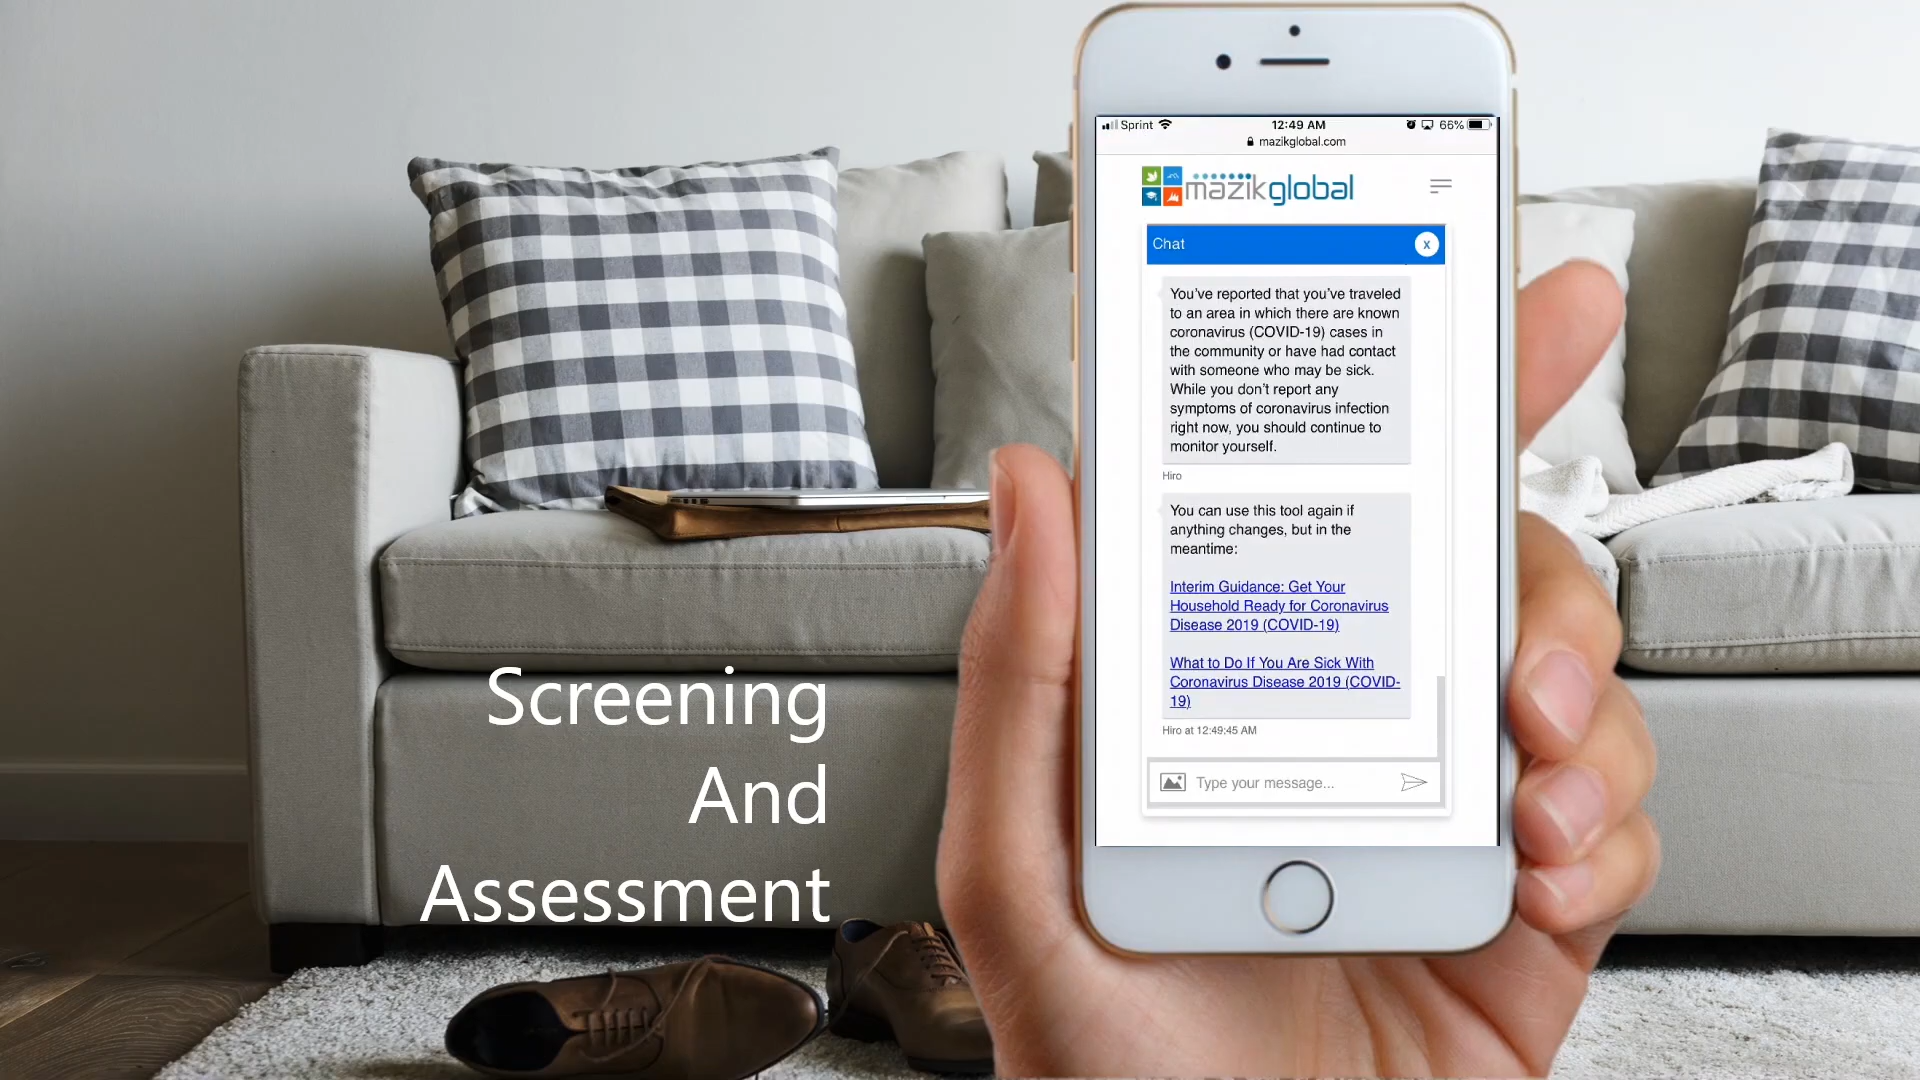 Sprint 12:49 AM 66%
mazikglobal.com
mazikglobal
Chat x
You've reported that you've traveled
to an area in which there are known
coronavirus (COVID-19) cases in
the community or have had contact
with someone who may be sick.
While you don't report any
symptoms of coronavirus infection
right now, you should continue to
monitor yourself.
Hiro
You can use this tool again if
anything changes, but in the
meantime:
Interim Guidance: Get Your
Household Ready for Coronavirus
Disease 2019 (COVID-19)
What to Do If You Are Sick With
Coronavirus Disease 2019 (COVID-
19)
Hiro at 12:49:45 AM
Type your message...
Screening
And
Assessment